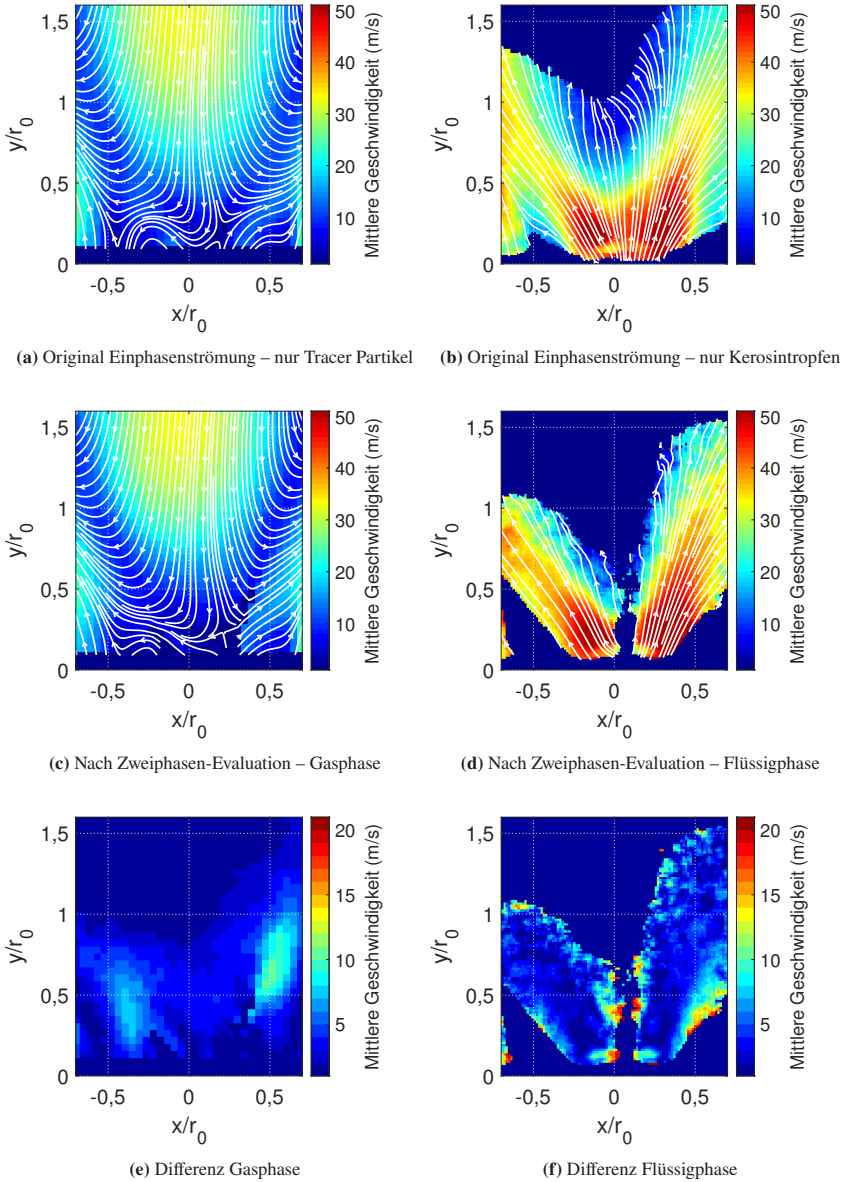 1,5
1
0,5
0
y/r0
-0,5 0 0,5
x/r0
50
40
30
20
10
Mittlere Geschwindigkeit (m/s)
1,5
1
0,5
0
y/r0
-0,5 0 0,5
x/r0
50
40
30
20
10
Mittlere Geschwindigkeit (m/s)
(a) Original Einphasenströmung – nur Tracer Partikel
(b) Original Einphasenströmung – nur Kerosintropfen
1,5
1
0,5
0
y/r0
-0,5 0 0,5
x/r0
50
40
30
20
10
Mittlere Geschwindigkeit (m/s)
1,5
1
0,5
0
y/r0
-0,5 0 0,5
x/r0
50
40
30
20
10
Mittlere Geschwindigkeit (m/s)
(c) Nach Zweiphasen-Evaluation – Gasphase
(d) Nach Zweiphasen-Evaluation – Flüssigphase
1,5
1
0,5
0
y/r0
-0,5 0 0,5
x/r0
20
15
10
5
Mittlere Geschwindigkeit (m/s)
1,5
1
0,5
0
y/r0
-0,5 0 0,5
x/r0
20
15
10
5
Mittlere Geschwindigkeit (m/s)
(e) Differenz Gasphase
(f) Differenz Flüssigphase